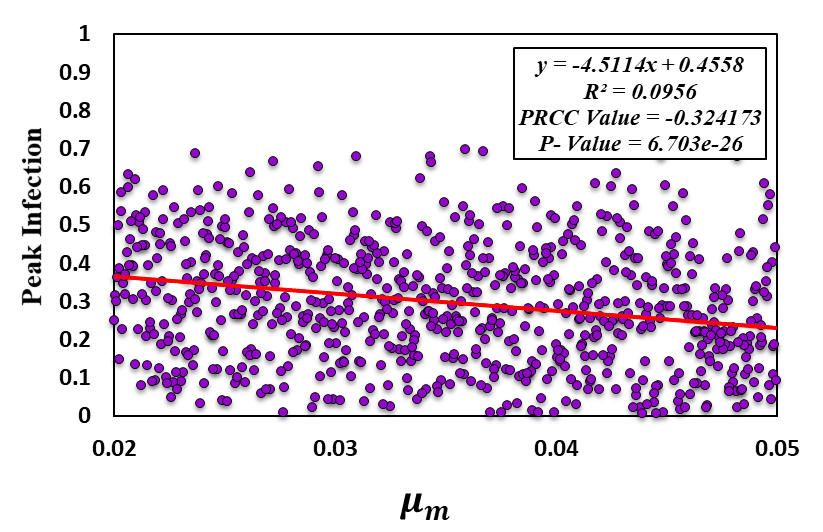 1
0.9
0.8
0.7
0.6
0.5
0.4
0.3
0.2
0.1
0
Peak Infection
y = -4.5114x + 0.4558
R² = 0.0956
PRCC Value = -0.324173
P- Value = 6.703e-26
0.02 0.03 0.04 0.05
μm